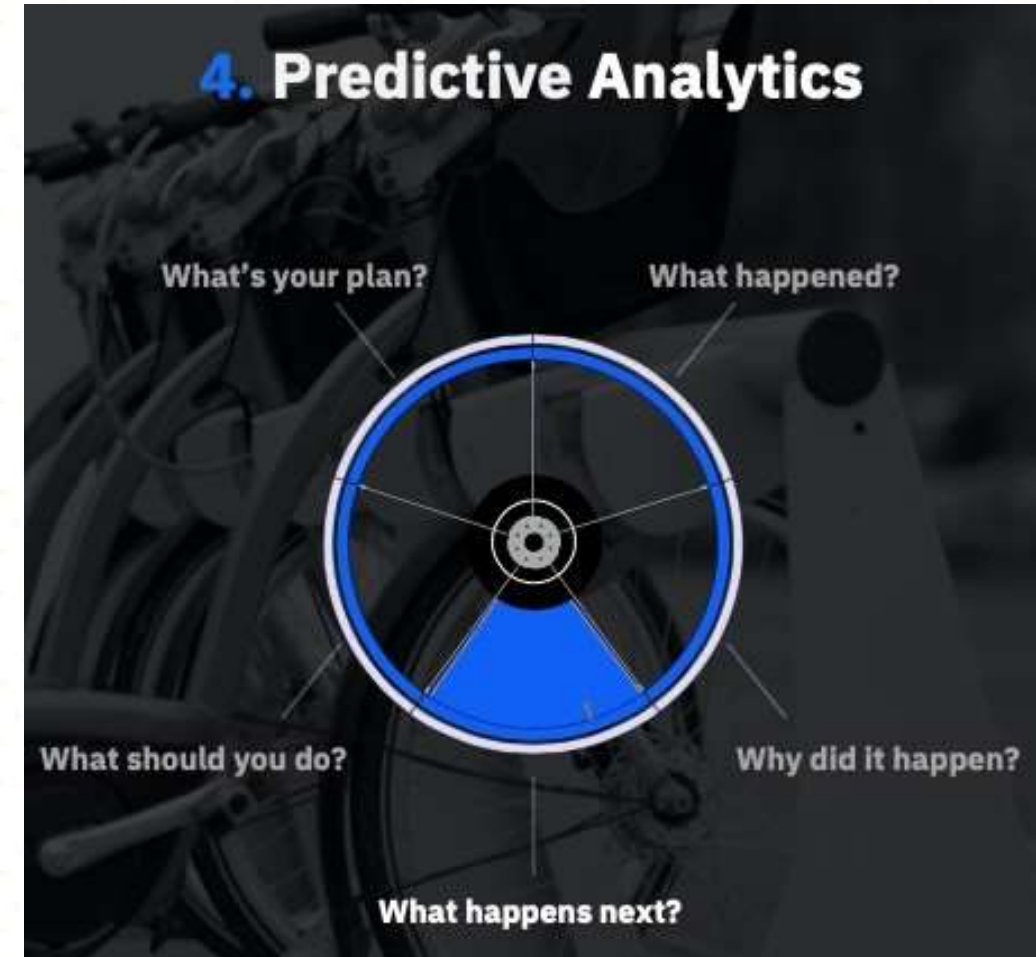 4. Predictive Analytics
What's your plan?
What happened?
What should you do?
Why did it happen?
What happens next?